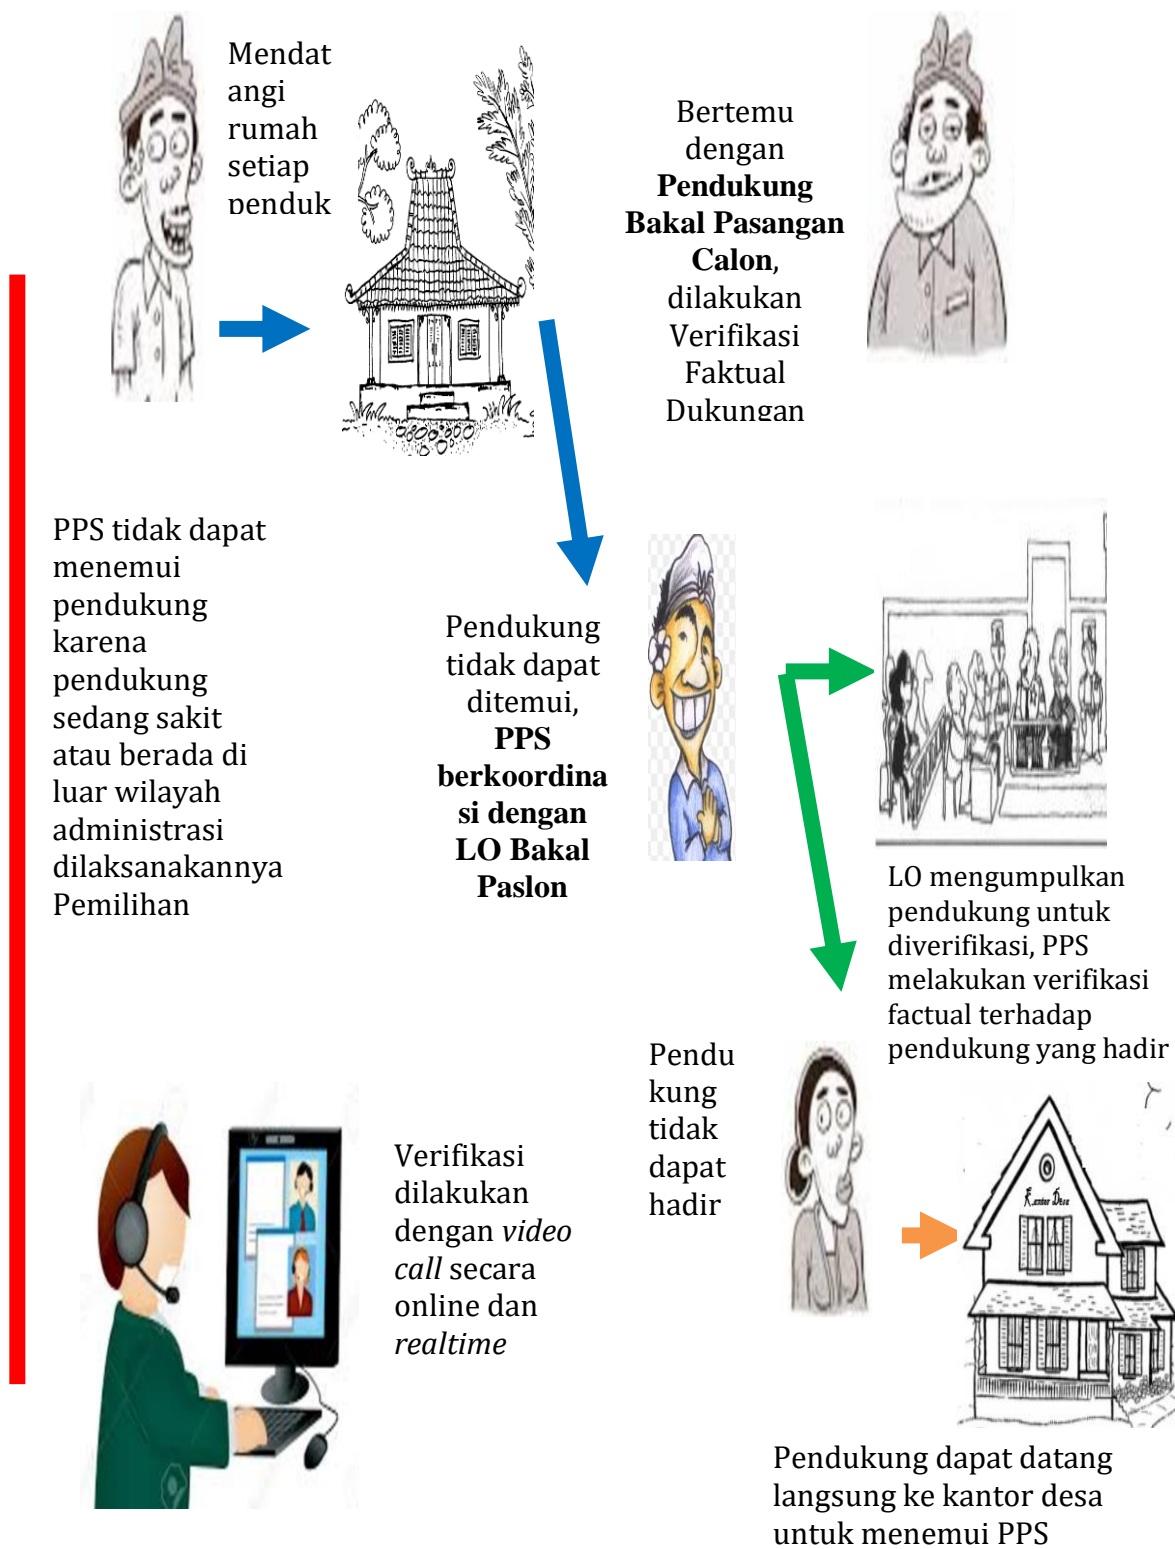 Mendat
angi
rumah
setiap
penduk
Bertemu
dengan
Pendukung
Bakal Pasangan
Calon,
dilakukan
Verifikasi
Faktual
Dukungan
PPS tidak dapat
menemui
pendukung
karena
pendukung
sedang sakit
atau berada di
luar wilayah
administrasi
dilaksanakannya
Pemilihan
Pendukung
tidak dapat
ditemui,
PPS
berkoordina
si dengan
LO Bakal
Paslon
LO mengumpulkan
pendukung untuk
diverifikasi, PPS
melakukan verifikasi
factual terhadap
pendukung yang hadir
Pendu
kung
tidak
dapat
hadir
Verifikasi
dilakukan
dengan video
call secara
online dan
realtime
Kantor Desa
Pendukung dapat datang
langsung ke kantor desa
untuk menemui PPS